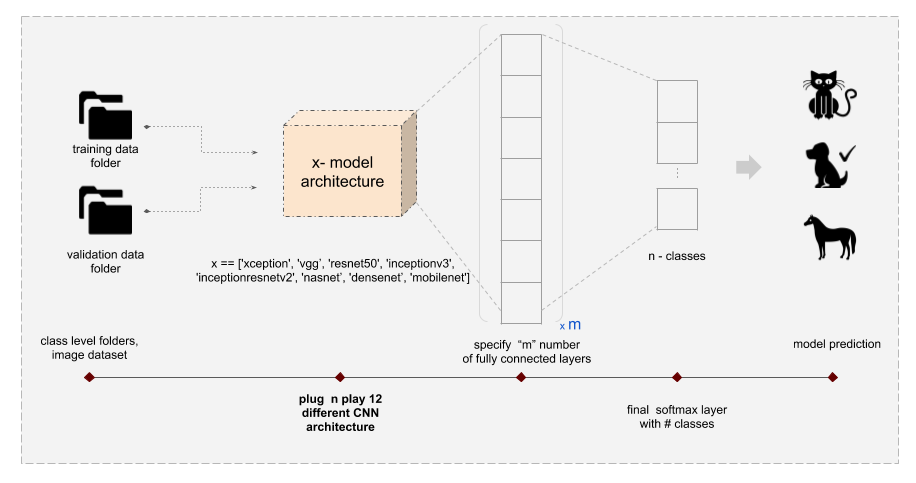 training data
folder
validation data
folder
x- model
architecture
x == ['xception', 'vgg', 'resnet50', 'inceptionv3',
'inceptionresnetv2', 'nasnet', 'densenet', 'mobilenet']
n - classes
x m
class level folders,
image dataset
specify "m" number
of fully connected layers
model prediction
plug n play 12
different CNN
architecture
final softmax layer
with # classes